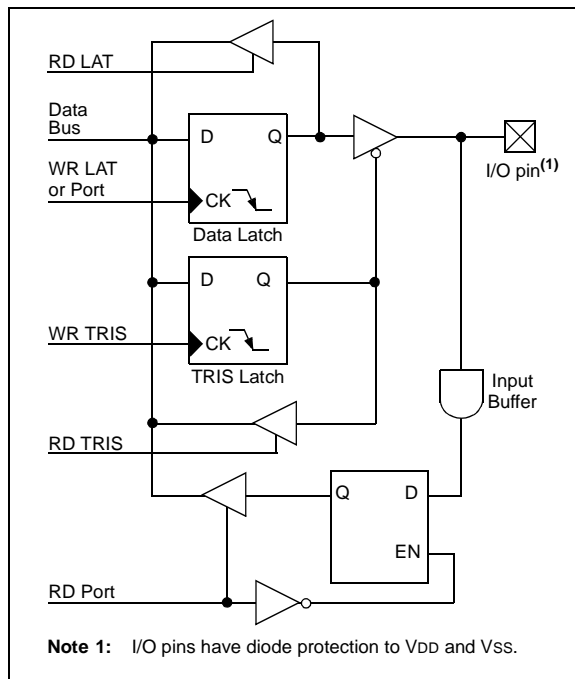 RD LAT
Data
Bus
D Q
I/O pin(1)
WR LAT
or Port
CK
Data Latch
D Q
WR TRIS
CK
TRIS Latch
Input
Buffer
RD TRIS
Q D
EN
RD Port
Note 1: I/O pins have diode protection to VDD and VSS.